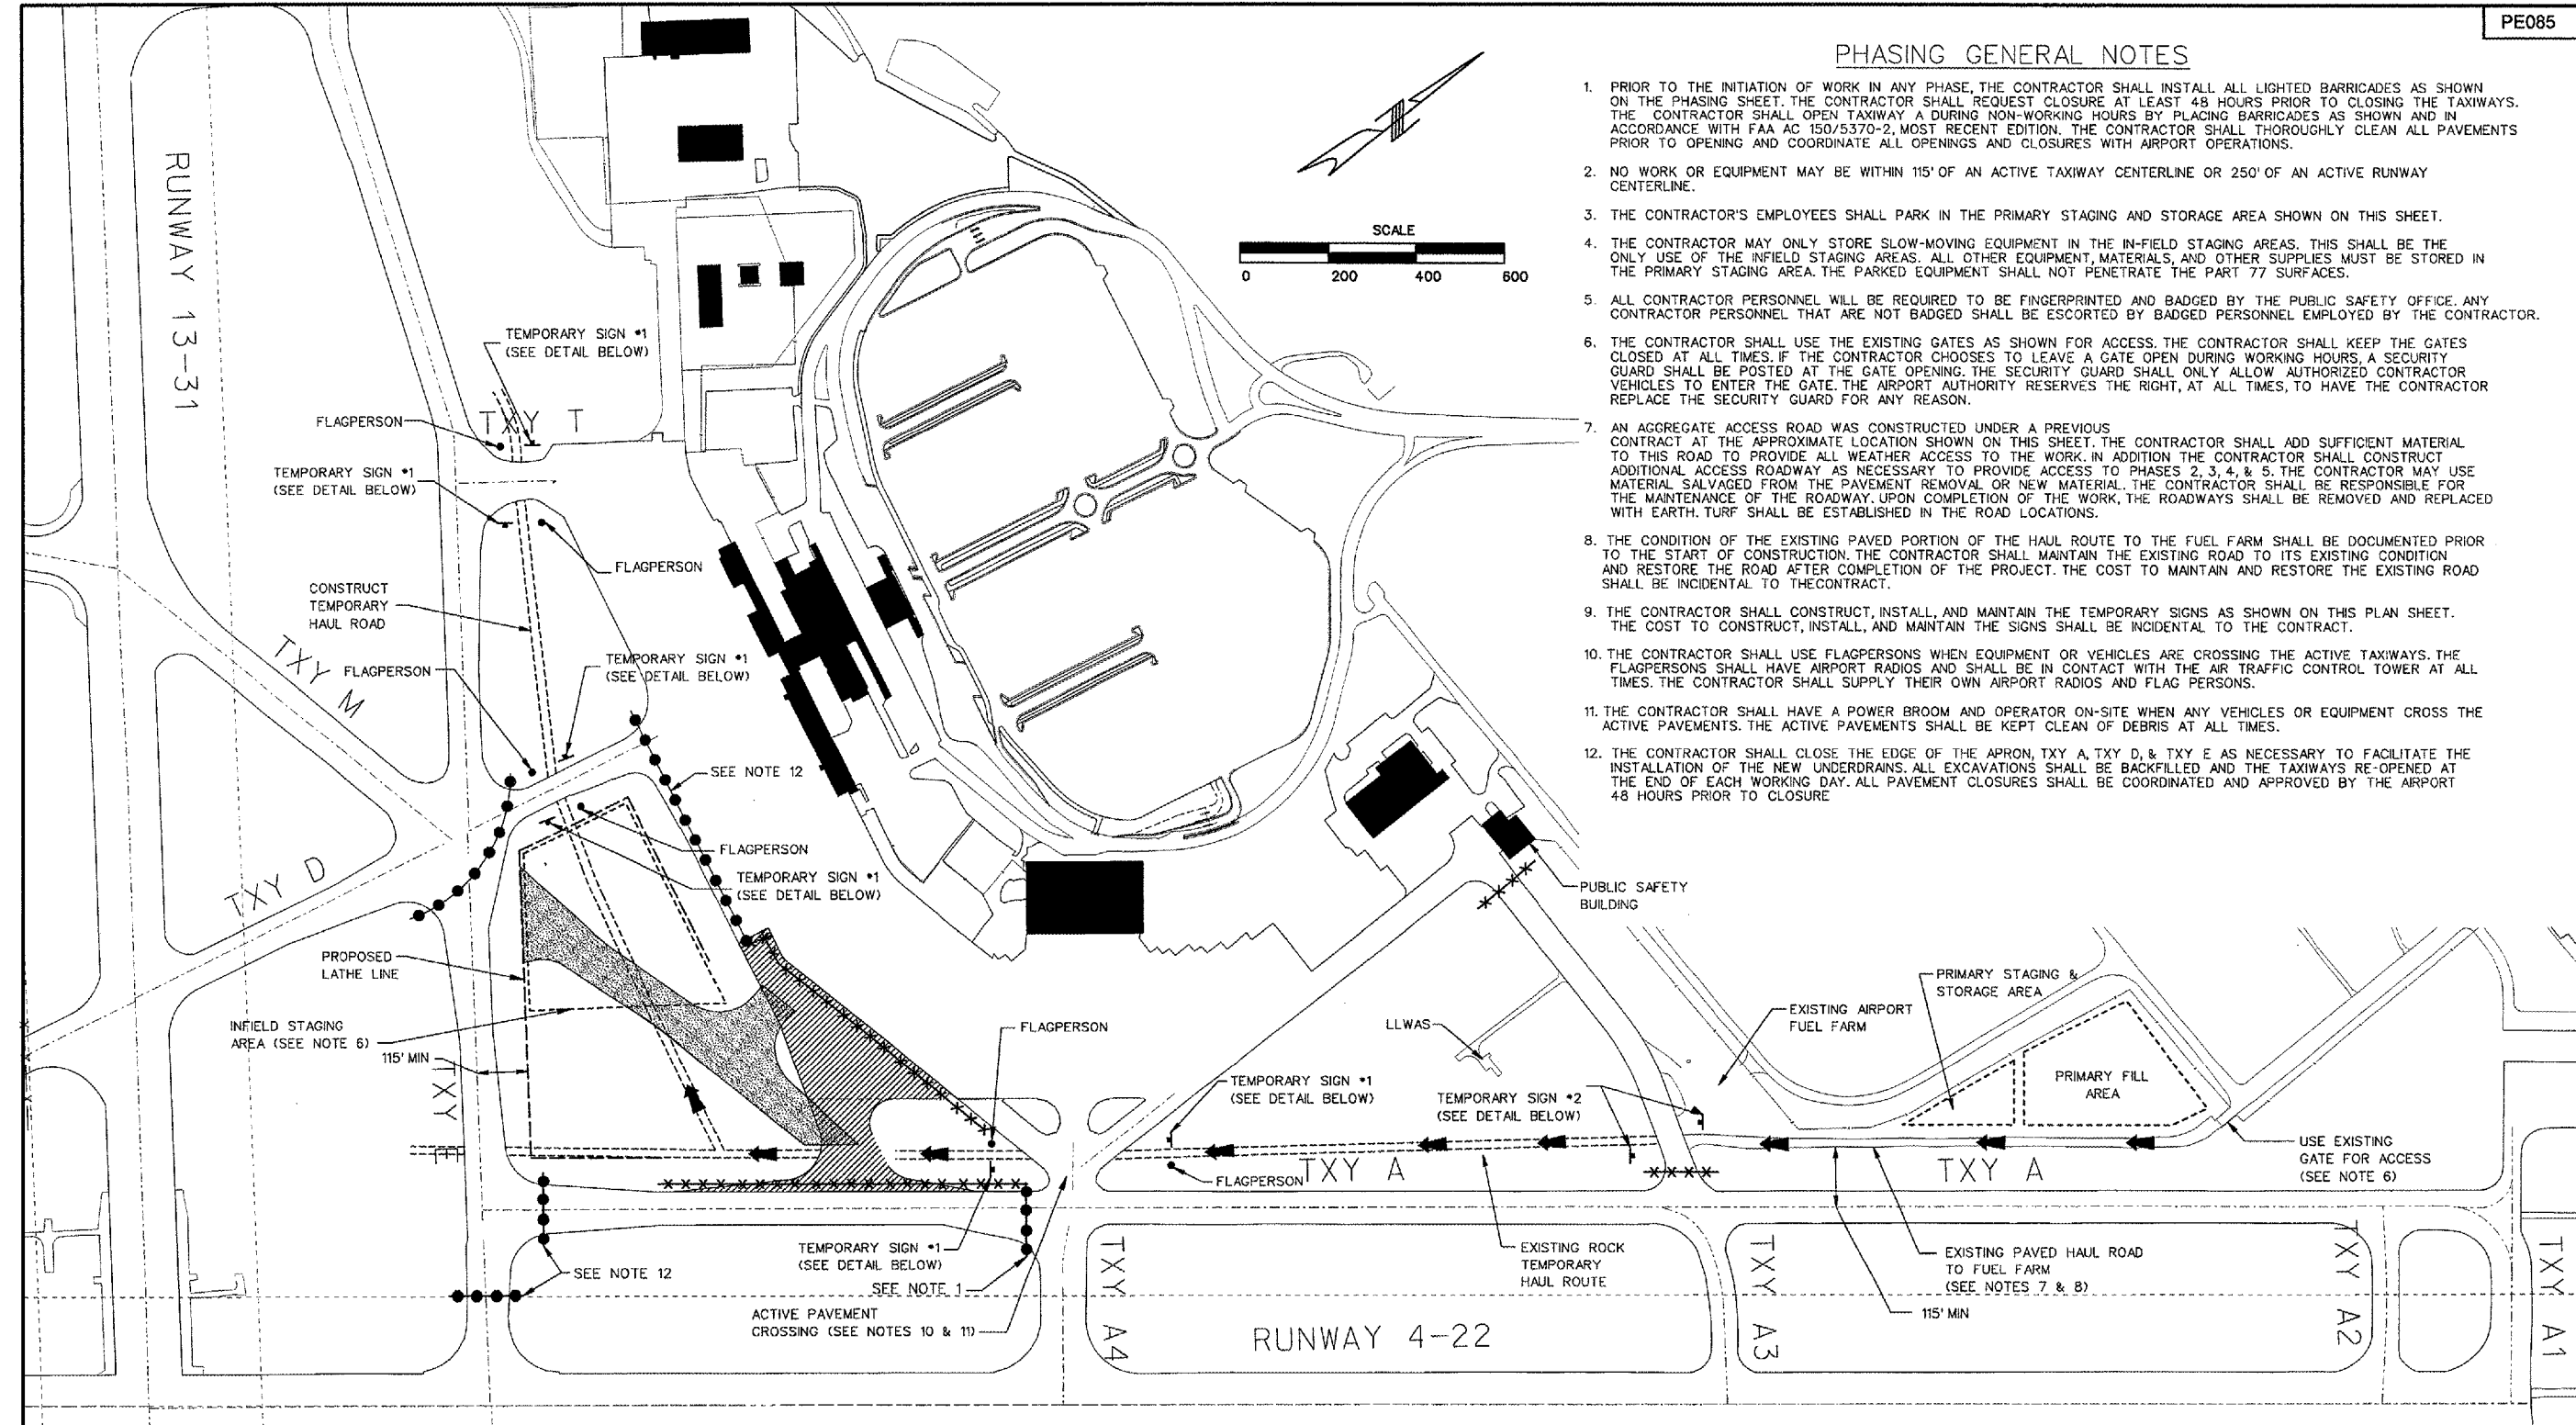 PE085
PHASING GENERAL NOTES
1. PRIOR TO THE INITIATION OF WORK IN ANY PHASE, THE CONTRACTOR SHALL INSTALL ALL LIGHTED BARRICADES AS SHOWN
ON THE PHASING SHEET. THE CONTRACTOR SHALL REQUEST CLOSURE AT LEAST 48 HOURS PRIOR TO CLOSING THE TAXIWAYS.
THE CONTRACTOR SHALL OPEN TAXIWAY A DURING NON-WORKING HOURS BY PLACING BARRICADES AS SHOWN AND IN
ACCORDANCE WITH FAA AC 150/5370-2, MOST RECENT EDITION. THE CONTRACTOR SHALL THOROUGHLY CLEAN ALL PAVEMENTS
PRIOR TO OPENING AND COORDINATE ALL OPENINGS AND CLOSURES WITH AIRPORT OPERATIONS.
2. NO WORK OR EQUIPMENT MAY BE WITHIN 115' OF AN ACTIVE TAXIWAY CENTERLINE OR 250' OF AN ACTIVE RUNWAY
CENTERLINE.
3. THE CONTRACTOR'S EMPLOYEES SHALL PARK IN THE PRIMARY STAGING AND STORAGE AREA SHOWN ON THIS SHEET.
4. THE CONTRACTOR MAY ONLY STORE SLOW-MOVING EQUIPMENT IN THE IN-FIELD STAGING AREAS. THIS SHALL BE THE
ONLY USE OF THE INFIELD STAGING AREAS. ALL OTHER EQUIPMENT, MATERIALS, AND OTHER SUPPLIES MUST BE STORED IN
THE PRIMARY STAGING AREA. THE PARKED EQUIPMENT SHALL NOT PENETRATE THE PART 77 SURFACES.
5. ALL CONTRACTOR PERSONNEL WILL BE REQUIRED TO BE FINGERPRINTED AND BADGED BY THE PUBLIC SAFETY OFFICE. ANY
CONTRACTOR PERSONNEL THAT ARE NOT BADGED SHALL BE ESCORTED BY BADGED PERSONNEL EMPLOYED BY THE CONTRACTOR.
6. THE CONTRACTOR SHALL USE THE EXISTING GATES AS SHOWN FOR ACCESS. THE CONTRACTOR SHALL KEEP THE GATES
CLOSED AT ALL TIMES. IF THE CONTRACTOR CHOOSES TO LEAVE A GATE OPEN DURING WORKING HOURS, A SECURITY
GUARD SHALL BE POSTED AT THE GATE OPENING. THE SECURITY GUARD SHALL ONLY ALLOW AUTHORIZED CONTRACTOR
VEHICLES TO ENTER THE GATE. THE AIRPORT AUTHORITY RESERVES THE RIGHT, AT ALL TIMES, TO HAVE THE CONTRACTOR
REPLACE THE SECURITY GUARD FOR ANY REASON.
7. AN AGGREGATE ACCESS ROAD WAS CONSTRUCTED UNDER A PREVIOUS
CONTRACT AT THE APPROXIMATE LOCATION SHOWN ON THIS SHEET. THE CONTRACTOR SHALL ADD SUFFICIENT MATERIAL
TO THIS ROAD TO PROVIDE ALL WEATHER ACCESS TO THE WORK. IN ADDITION THE CONTRACTOR SHALL CONSTRUCT
ADDITIONAL ACCESS ROADWAY AS NECESSARY TO PROVIDE ACCESS TO PHASES 2, 3, 4, & 5. THE CONTRACTOR MAY USE
MATERIAL SALVAGED FROM THE PAVEMENT REMOVAL OR NEW MATERIAL. THE CONTRACTOR SHALL BE RESPONSIBLE FOR
THE MAINTENANCE OF THE ROADWAY. UPON COMPLETION OF THE WORK, THE ROADWAYS SHALL BE REMOVED AND REPLACED
WITH EARTH. TURF SHALL BE ESTABLISHED IN THE ROAD LOCATIONS.
8. THE CONDITION OF THE EXISTING PAVED PORTION OF THE HAUL ROUTE TO THE FUEL FARM SHALL BE DOCUMENTED PRIOR
TO THE START OF CONSTRUCTION. THE CONTRACTOR SHALL MAINTAIN THE EXISTING ROAD TO ITS EXISTING CONDITION
AND RESTORE THE ROAD AFTER COMPLETION OF THE PROJECT. THE COST TO MAINTAIN AND RESTORE THE EXISTING ROAD
SHALL BE INCIDENTAL TO THECONTRACT.
9. THE CONTRACTOR SHALL CONSTRUCT, INSTALL, AND MAINTAIN THE TEMPORARY SIGNS AS SHOWN ON THIS PLAN SHEET.
THE COST TO CONSTRUCT, INSTALL, AND MAINTAIN THE SIGNS SHALL BE INCIDENTAL TO THE CONTRACT.
10. THE CONTRACTOR SHALL USE FLAGPERSONS WHEN EQUIPMENT OR VEHICLES ARE CROSSING THE ACTIVE TAXIWAYS. THE
FLAGPERSONS SHALL HAVE AIRPORT RADIOS AND SHALL BE IN CONTACT WITH THE AIR TRAFFIC CONTROL TOWER AT ALL
TIMES. THE CONTRACTOR SHALL SUPPLY THEIR OWN AIRPORT RADIOS AND FLAG PERSONS.
11. THE CONTRACTOR SHALL HAVE A POWER BROOM AND OPERATOR ON-SITE WHEN ANY VEHICLES OR EQUIPMENT CROSS THE
ACTIVE PAVEMENTS. THE ACTIVE PAVEMENTS SHALL BE KEPT CLEAN OF DEBRIS AT ALL TIMES.
12. THE CONTRACTOR SHALL CLOSE THE EDGE OF THE APRON, TXY A, TXY D, & TXY E AS NECESSARY TO FACILITATE THE
INSTALLATION OF THE NEW UNDERDRAINS. ALL EXCAVATIONS SHALL BE BACKFILLED AND THE TAXIWAYS RE-OPENED AT
THE END OF EACH WORKING DAY. ALL PAVEMENT CLOSURES SHALL BE COORDINATED AND APPROVED BY THE AIRPORT
48 HOURS PRIOR TO CLOSURE
SCALE
0 200 400 600
RUNWAY 13-31
TEMPORARY SIGN •1
(SEE DETAIL BELOW)
FLAGPERSON
TXY T
TEMPORARY SIGN •1
(SEE DETAIL BELOW)
FLAGPERSON
CONSTRUCT
TEMPORARY
HAUL ROAD
TXY M
FLAGPERSON
TEMPORARY SIGN •1
(SEE DETAIL BELOW)
SEE NOTE 12
FLAGPERSON
TEMPORARY SIGN •1
(SEE DETAIL BELOW)
TXY D
PROPOSED
LATHE LINE
INFIELD STAGING
AREA (SEE NOTE 6)
115' MIN
TXY E
FLAGPERSON
TEMPORARY SIGN •1
(SEE DETAIL BELOW)
LLWAS
TEMPORARY SIGN •2
(SEE DETAIL BELOW)
PUBLIC SAFETY
BUILDING
EXISTING AIRPORT
FUEL FARM
PRIMARY STAGING &
STORAGE AREA
PRIMARY FILL
AREA
USE EXISTING
GATE FOR ACCESS
(SEE NOTE 6)
FLAGPERSON
TXY A
TXY A
TEMPORARY SIGN •1
(SEE DETAIL BELOW)
SEE NOTE 12
SEE NOTE 1
ACTIVE PAVEMENT
CROSSING (SEE NOTES 10 & 11)
EXISTING ROCK
TEMPORARY
HAUL ROUTE
EXISTING PAVED HAUL ROAD
TO FUEL FARM
(SEE NOTES 7 & 8)
115' MIN
TXY A4
RUNWAY 4-22
TXY A3
TXY A2
TXY A1